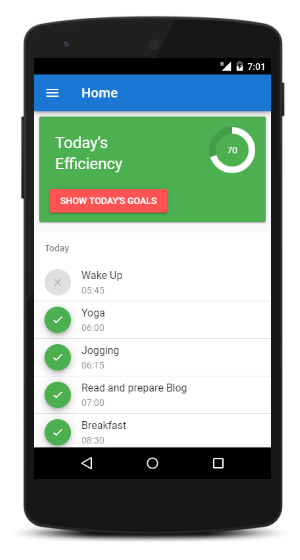 7:01
Home
Today's
Efficiency
70
SHOW TODAY'S GOALS
Today
Wake Up
05:45
Yoga
06:00
Jogging
06:15
Read and prepare Blog
07:00
Breakfast
08:30